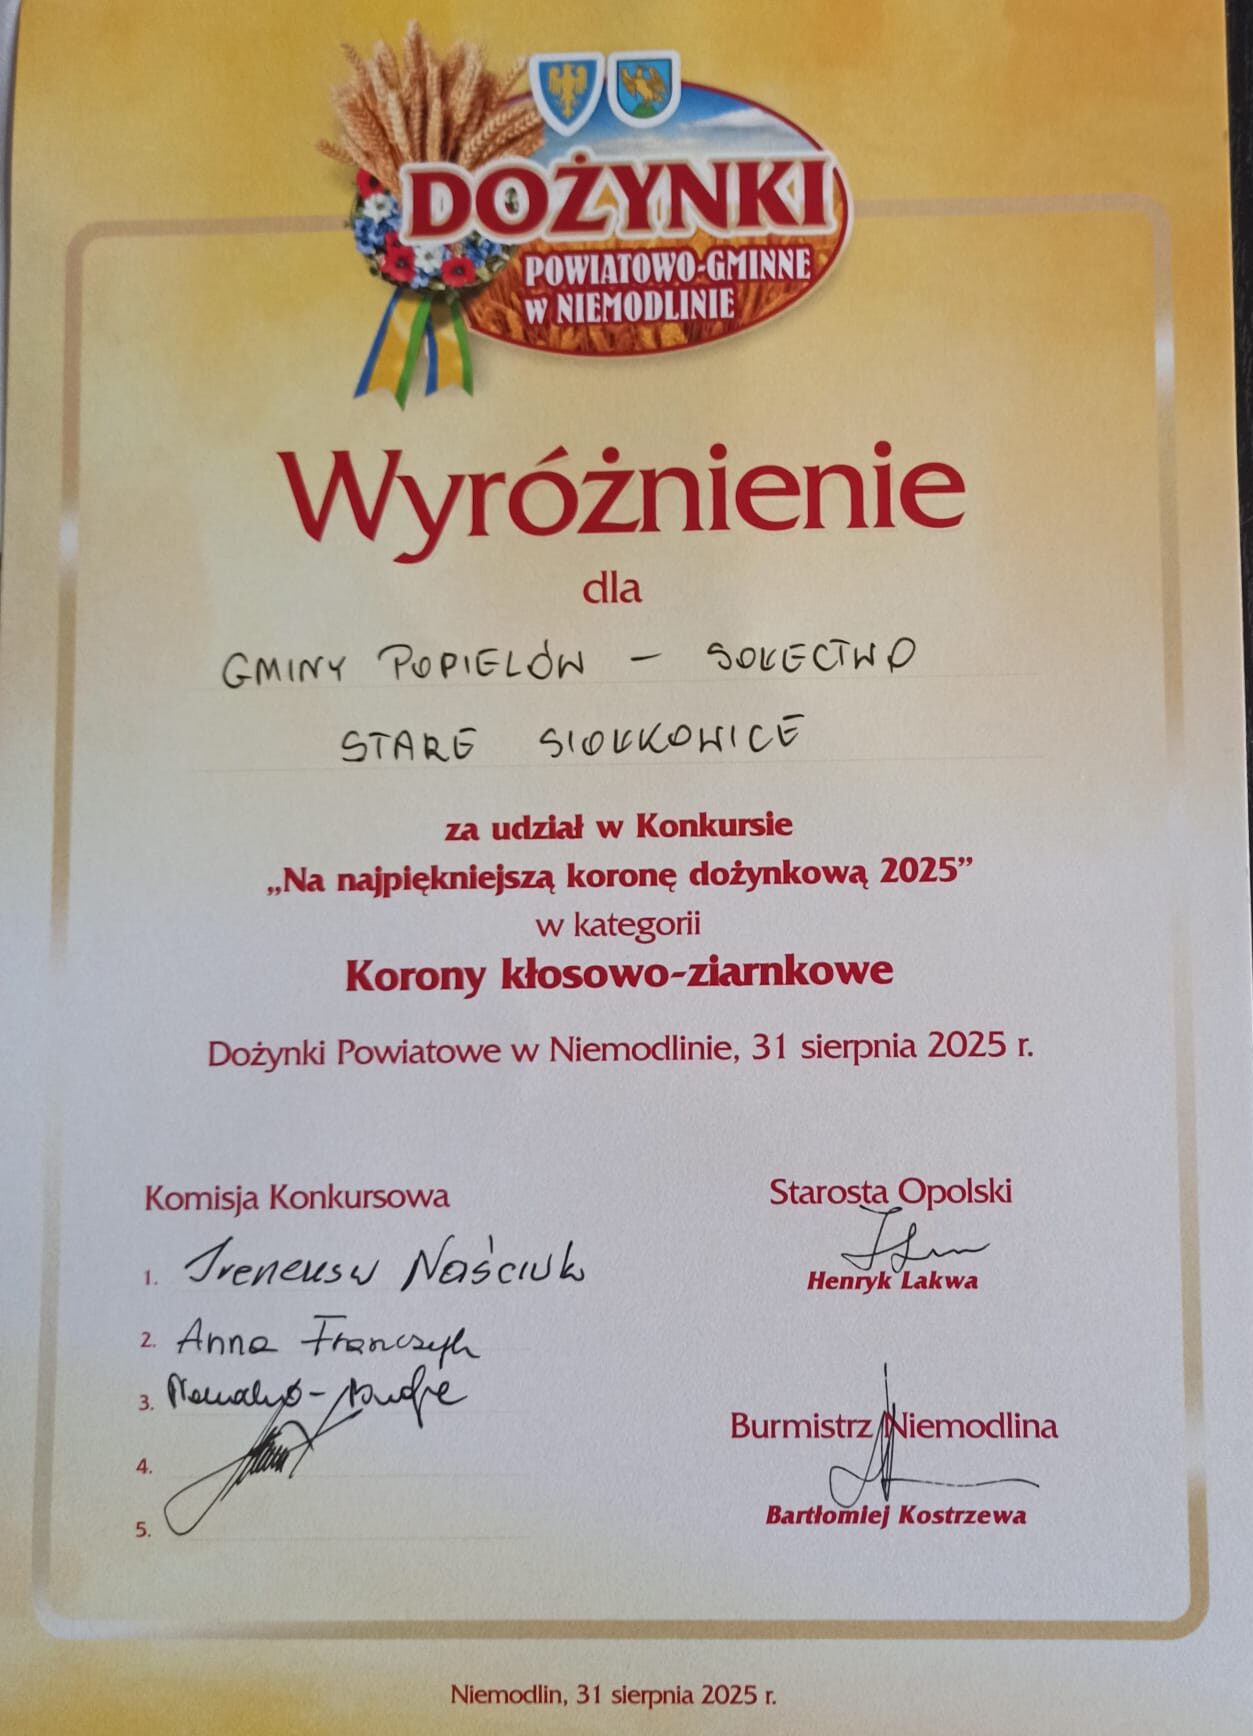 DOŻYNKI
POWIATOWO-GMINNE
W NIEMODLINIE
Wyróżnienie
dla
GMINY POPIELÓW – SOŁECTWO
STARE SIOŁKOWICE
za udział w Konkursie
„Na najpiękniejszą koronę dożynkową 2025”
w kategorii
Korony kłosowo-ziarnkowe
Dożynki Powiatowe w Niemodlinie, 31 sierpnia 2025 r.
Komisja Konkursowa
1. Ireneusz
2. Anna
3.
4.
5.
Starosta Opolski
Henryk Lakwa
Burmistrz Niemodlina
Bartłomiej Kostrzewa
Niemodlin, 31 sierpnia 2025 r.